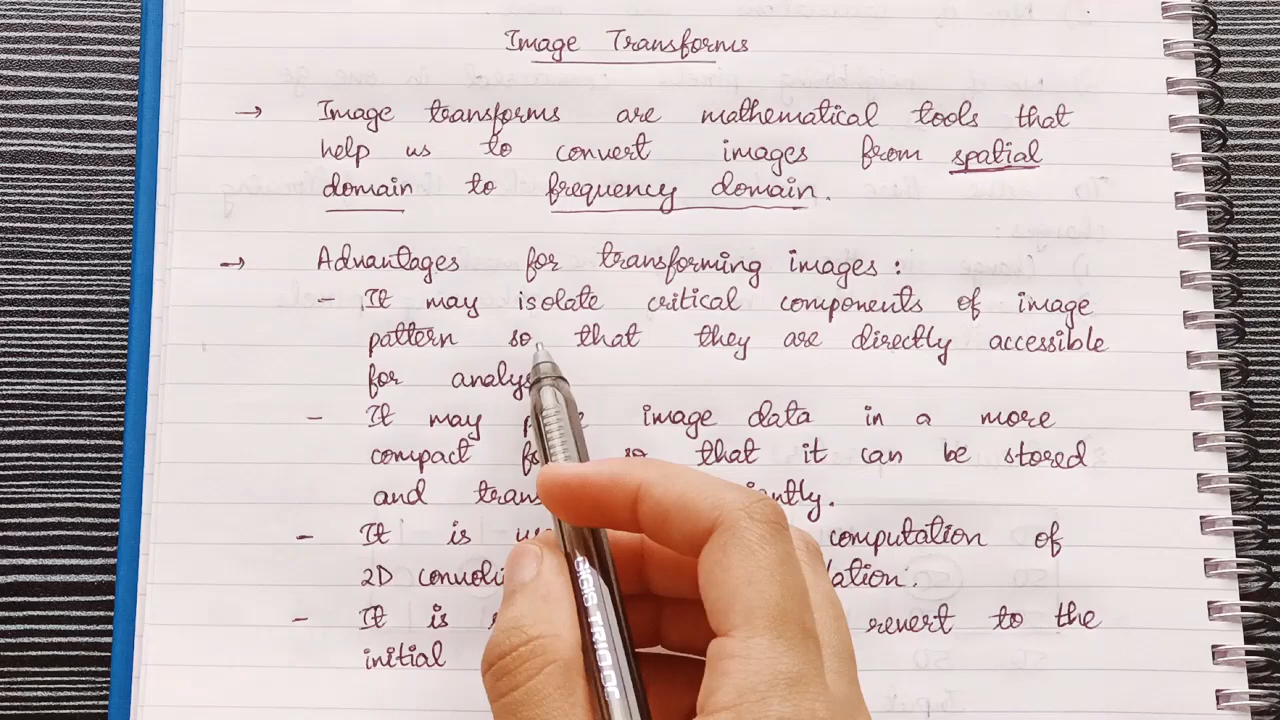 Image Transforms
→ Image transforms are mathematical tools that
help us to convert images from spatial
domain to frequency domain.
→ Advantages for transforming images :
- It may isolate critical components of image
pattern so that they are directly accessible
for
- It may image data in a more
compact so that it can be stored
and
- It is computation of
2D
- It is revert to the
initial